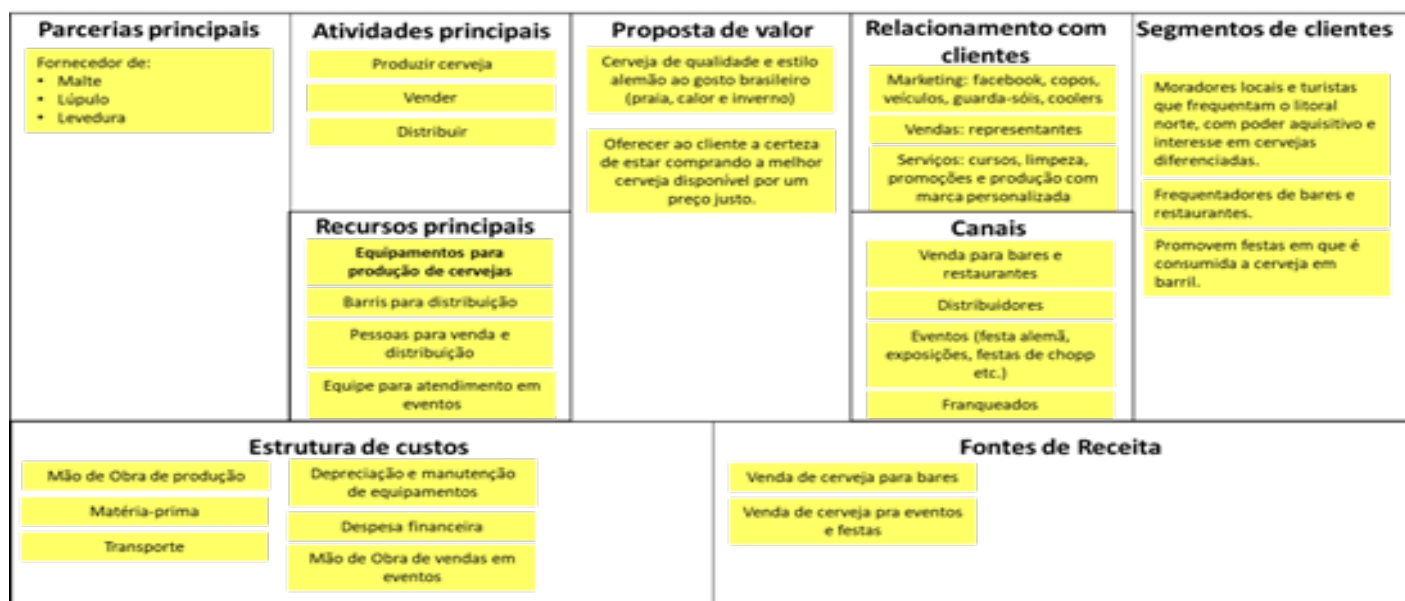 Parcerias principais
Fornecedor de:
• Malte
• Lúpulo
• Levedura
Atividades principais
Produzir cerveja
Vender
Distribuir
Recursos principais
Equipamentos para
produção de cervejas
Barris para distribuição
Pessoas para venda e
distribuição
Equipe para atendimento em
eventos
Proposta de valor
Cerveja de qualidade e estilo
alemão ao gosto brasileiro
(praia, calor e inverno)
Oferecer ao cliente a certeza
de estar comprando a melhor
cerveja disponível por um
preço justo.
Relacionamento com
clientes
Marketing: facebook, copos,
veículos, guarda-sóis, coolers
Vendas: representantes
Serviços: cursos, limpeza,
promoções e produção com
marca personalizada
Canais
Venda para bares e
restaurantes
Distribuidores
Eventos (festa alemã,
exposições, festas de chopp
etc.)
Franqueados
Segmentos de clientes
Moradores locais e turistas
que frequentam o litoral
norte, com poder aquisitivo e
interesse em cervejas
diferenciadas.
Frequentadores de bares e
restaurantes.
Promovem festas em que é
consumida a cerveja em
barril.
Estrutura de custos
Mão de Obra de produção
Matéria-prima
Transporte
Depreciação e manutenção
de equipamentos
Despesa financeira
Mão de Obra de vendas em
eventos
Fontes de Receita
Venda de cerveja para bares
Venda de cerveja pra eventos
e festas